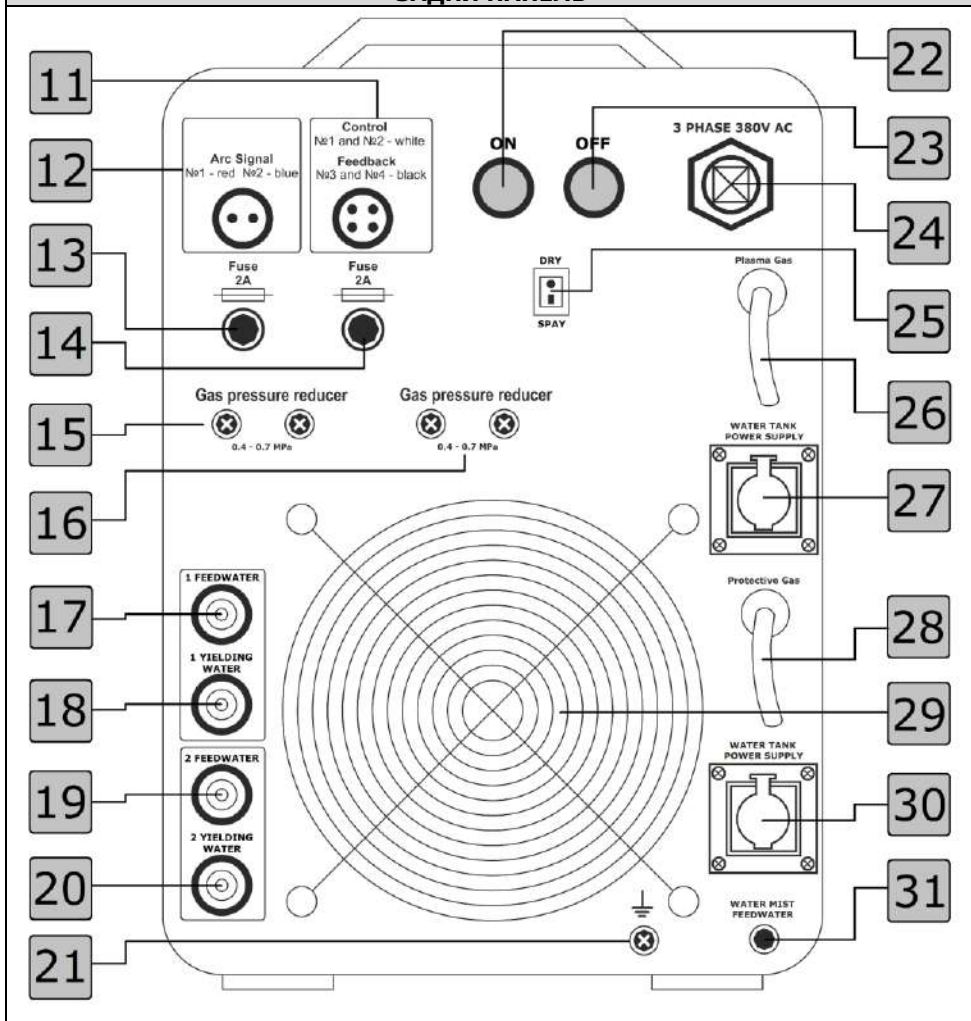 ПАНЕЛЬ
11
12
13
14
15
16
17
18
19
20
21
Control
№1 and №2 - white
Feedback
№3 and №4 - black
Arc Signal
№1 - red №2 - blue
ON
OFF
3 PHASE 380V AC
Fuse
2A
Fuse
2A
DRY
SPAY
Plasma Gas
Gas pressure reducer
0.4 - 0.7 MPa
Gas pressure reducer
0.4 - 0.7 MPa
WATER TANK
POWER SUPPLY
1 FEEDWATER
1 YIELDING
WATER
2 FEEDWATER
2 YIELDING
WATER
Protective Gas
WATER TANK
POWER SUPPLY
WATER MIST
FEEDWATER
22
23
24
25
26
27
28
29
30
31